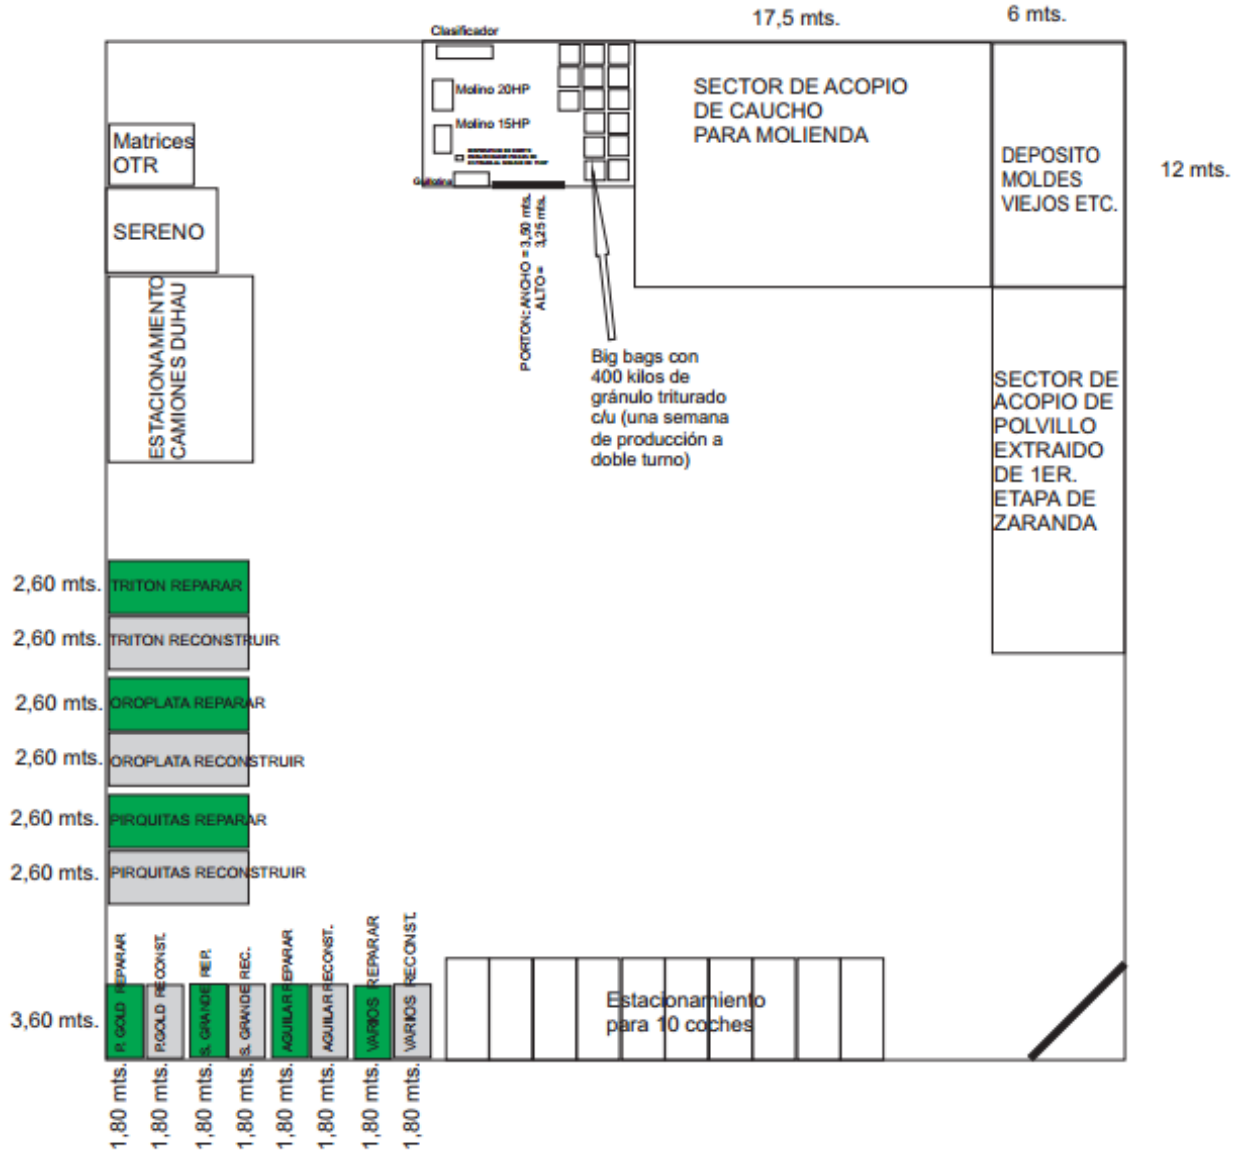 17,5 mts.
6 mts.
Clasificador
Molino 20HP
Molino 15HP
Guillotina
SECTOR DE ACOPIO
DE CAUCHO
PARA MOLIENDA
DEPOSITO
MOLDES
VIEJOS ETC.
12 mts.
Matrices
OTR
SERENO
ESTACIONAMIENTO
CAMIONES DUHAU
PORTON: ANCHO = 3,50 mts.
ALTO = 3,25 mts.
Big bags con
400 kilos de
gránulo triturado
c/u (una semana
de producción a
doble turno)
SECTOR DE
ACOPIO DE
POLVILLO
EXTRAIDO
DE 1ER.
ETAPA DE
ZARANDA
2,60 mts.
TRITON REPARAR
2,60 mts.
TRITON RECONSTRUIR
2,60 mts.
OROPLATA REPARAR
2,60 mts.
OROPLATA RECONSTRUIR
2,60 mts.
PIRQUITAS REPARAR
2,60 mts.
PIRQUITAS RECONSTRUIR
3,60 mts.
P. GOLD REPARAR
P.GOLD RECONST.
S. GRANDE REP.
S. GRANDE REC.
AGUILAR REPARAR
AGUILAR RECONST.
VARIOS REPARAR
VARIOS RECONST.
Estacionamiento
para 10 coches
1,80 mts.
1,80 mts.
1,80 mts.
1,80 mts.
1,80 mts.
1,80 mts.
1,80 mts.
1,80 mts.